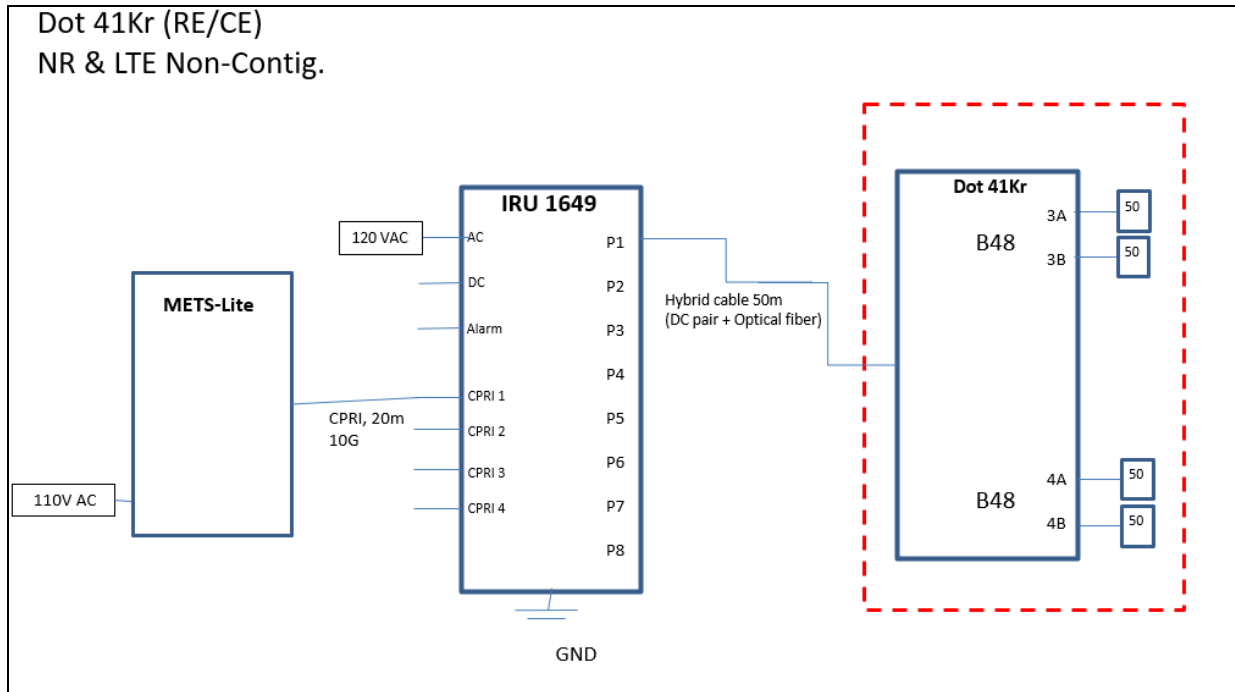 Dot 41Kr (RE/CE)
NR & LTE Non-Contig.
METS-Lite
110V AC
CPRI, 20m
10G
120 VAC
IRU 1649
AC
DC
Alarm
CPRI 1
CPRI 2
CPRI 3
CPRI 4
P1
P2
P3
P4
P5
P6
P7
P8
GND
Hybrid cable 50m
(DC pair + Optical fiber)
Dot 41Kr
B48
3A
50
3B
50
B48
4A
50
4B
50